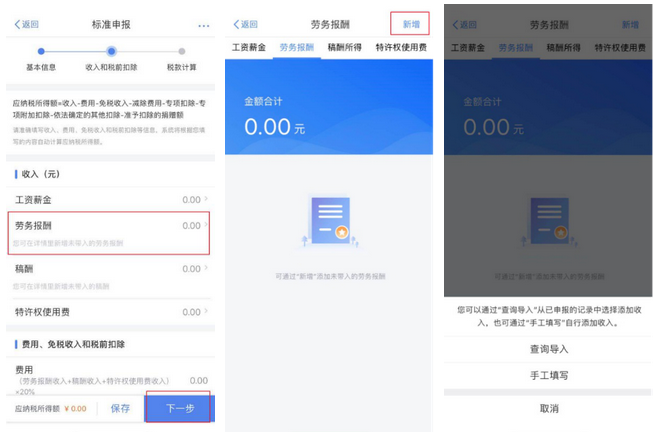 返回
标准申报
...
基本信息
收入和税前扣除
税款计算
应纳税所得额=收入-费用-免税收入-减除费用-专项扣除-专
项附加扣除-依法确定的其他扣除-准予扣除的捐赠额
请准确填写收入、费用、免税收入和税前扣除等信息，系统将根据您填
写的内容自动计算应纳税所得额。
收入（元）
工资薪金 0.00
劳务报酬 0.00
您可在详情里新增未带入的劳务报酬
稿酬 0.00
您可在详情里新增未带入的稿酬
特许权使用费 0.00
费用、免税收入和税前扣除
费用
（劳务报酬收入+稿酬收入+特许权使用费收入） 0.00
×20%
应纳税所得额 ¥0.00 保存 下一步
返回
劳务报酬
新增
工资薪金 劳务报酬 稿酬所得 特许权使用费
金额合计
0.00 元
可通过“新增”添加未带入的劳务报酬
返回
劳务报酬
新增
工资薪金 劳务报酬 稿酬所得 特许权使用费
金额合计
0.00 元
可通过“新增”添加未带入的劳务报酬
您可以通过“查询导入”从已申报的记录中选择添加收
入，也可通过“手工填写”自行添加收入。
查询导入
手工填写
取消